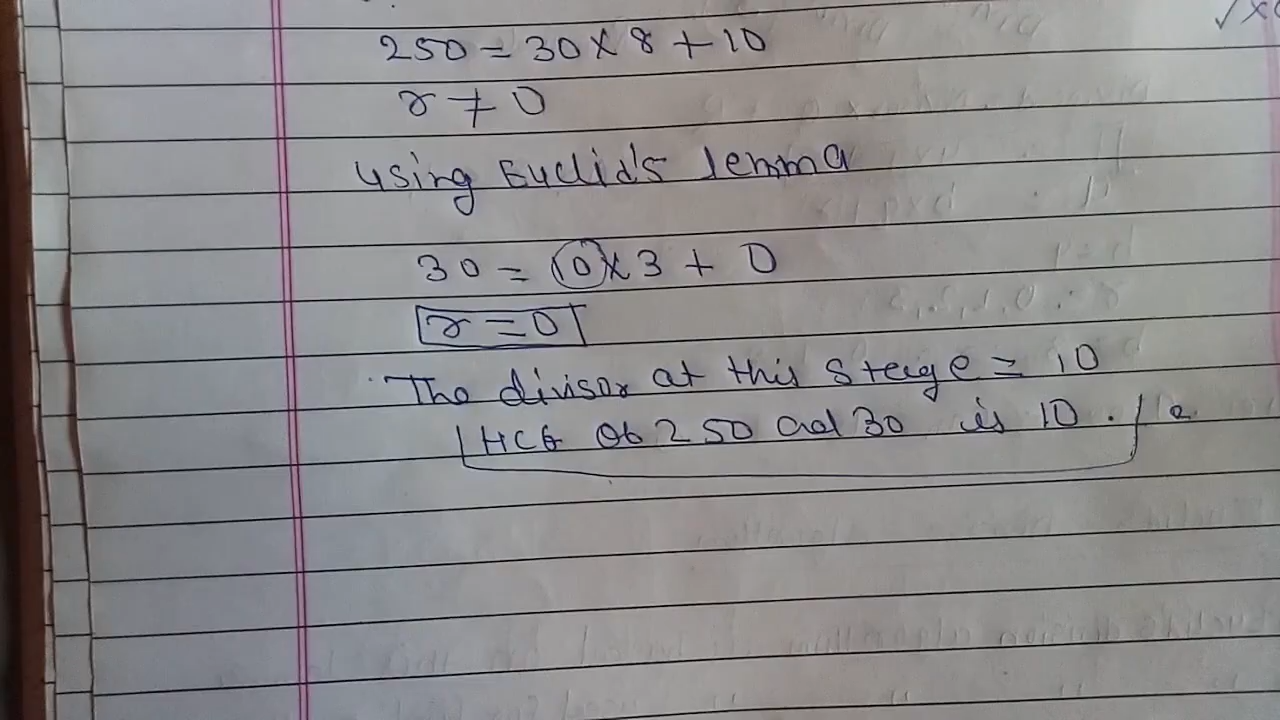 √x
250 = 30 × 8 + 10
r ≠ 0
using Euclid's lemma
30 = 10 × 3 + 0
r = 0
The divisor at this steage = 10
HCF of 250 and 30 is 10.